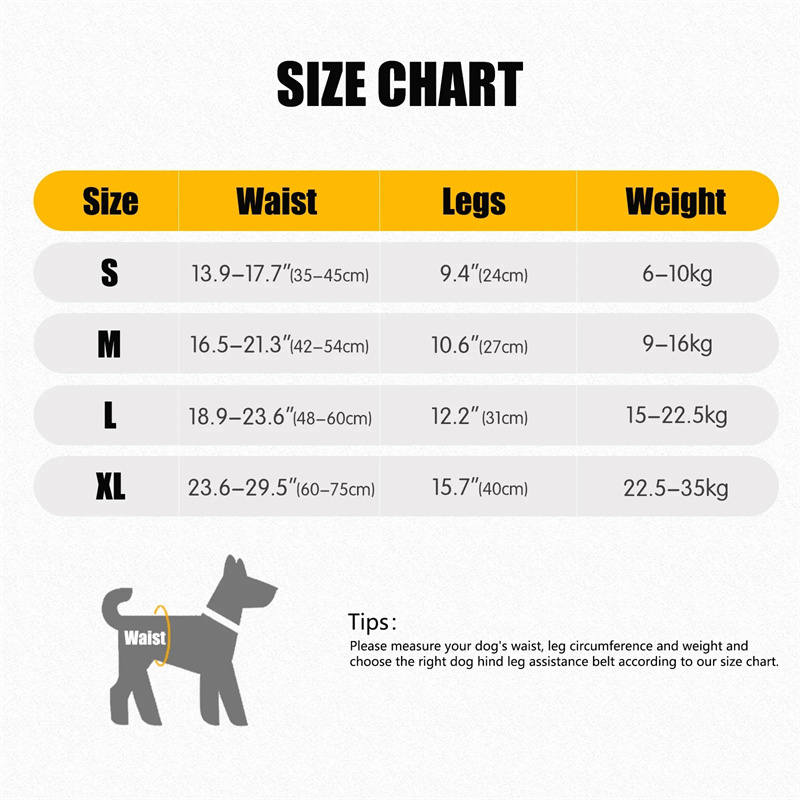 SIZE CHART
Size Waist Legs Weight
S 13.9–17.7″(35–45cm) 9.4″(24cm) 6–10kg
M 16.5–21.3″(42–54cm) 10.6″(27cm) 9–16kg
L 18.9–23.6″(48–60cm) 12.2″(31cm) 15–22.5kg
XL 23.6–29.5″(60–75cm) 15.7″(40cm) 22.5–35kg
Waist
Tips:
Please measure your dog's waist, leg circumference and weight and
choose the right dog hind leg assistance belt according to our size chart.